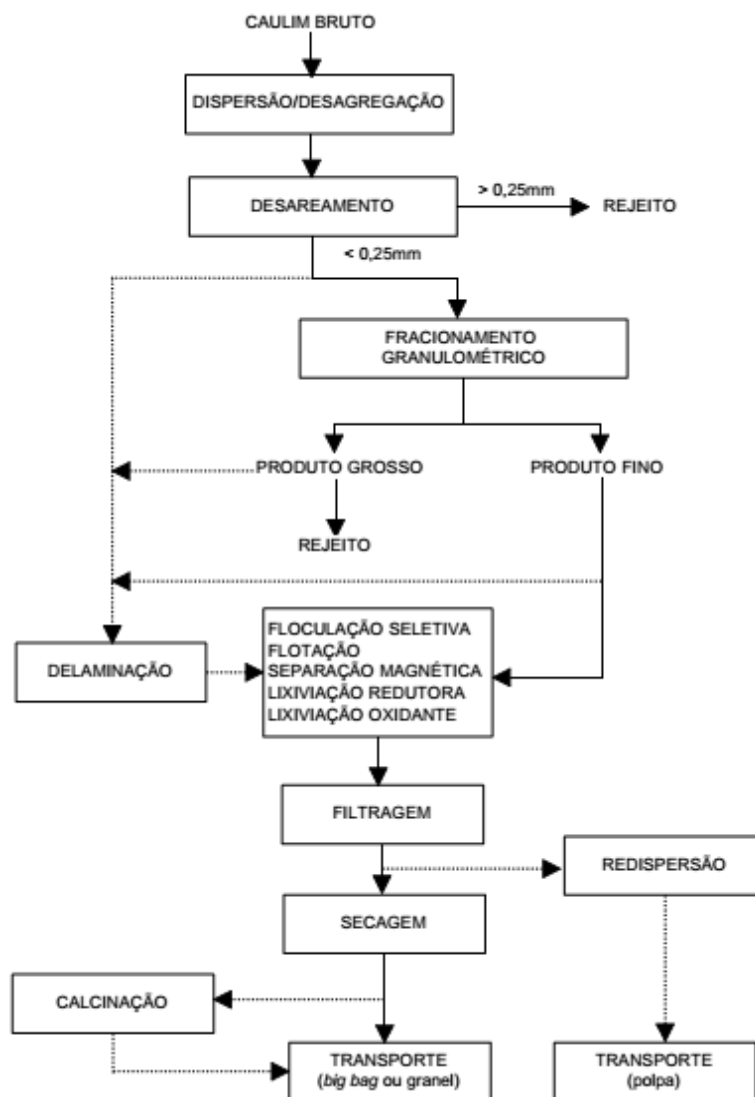 CAULIM BRUTO
DISPERSÃO/DESAGREGAÇÃO
DESAREAMENTO
> 0,25mm
REJEITO
< 0,25mm
FRACIONAMENTO
GRANULOMÉTRICO
PRODUTO GROSSO
PRODUTO FINO
REJEITO
DELAMINAÇÃO
FLOCULAÇÃO SELETIVA
FLOTAÇÃO
SEPARAÇÃO MAGNÉTICA
LIXIVIAÇÃO REDUTORA
LIXIVIAÇÃO OXIDANTE
FILTRAGEM
REDISPERSÃO
SECAGEM
CALCINAÇÃO
TRANSPORTE
(big bag ou granel)
TRANSPORTE
(polpa)